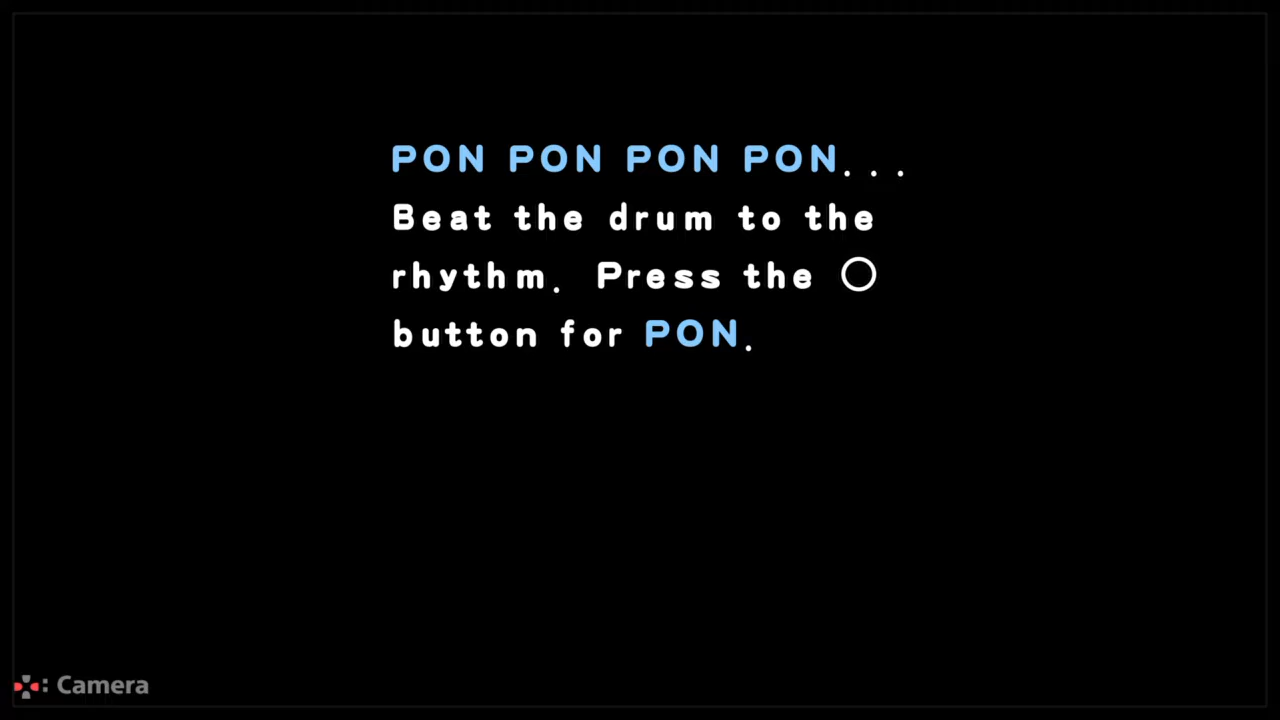 PON PON PON PON...
Beat the drum to the
rhythm. Press the ○
button for PON.
: Camera